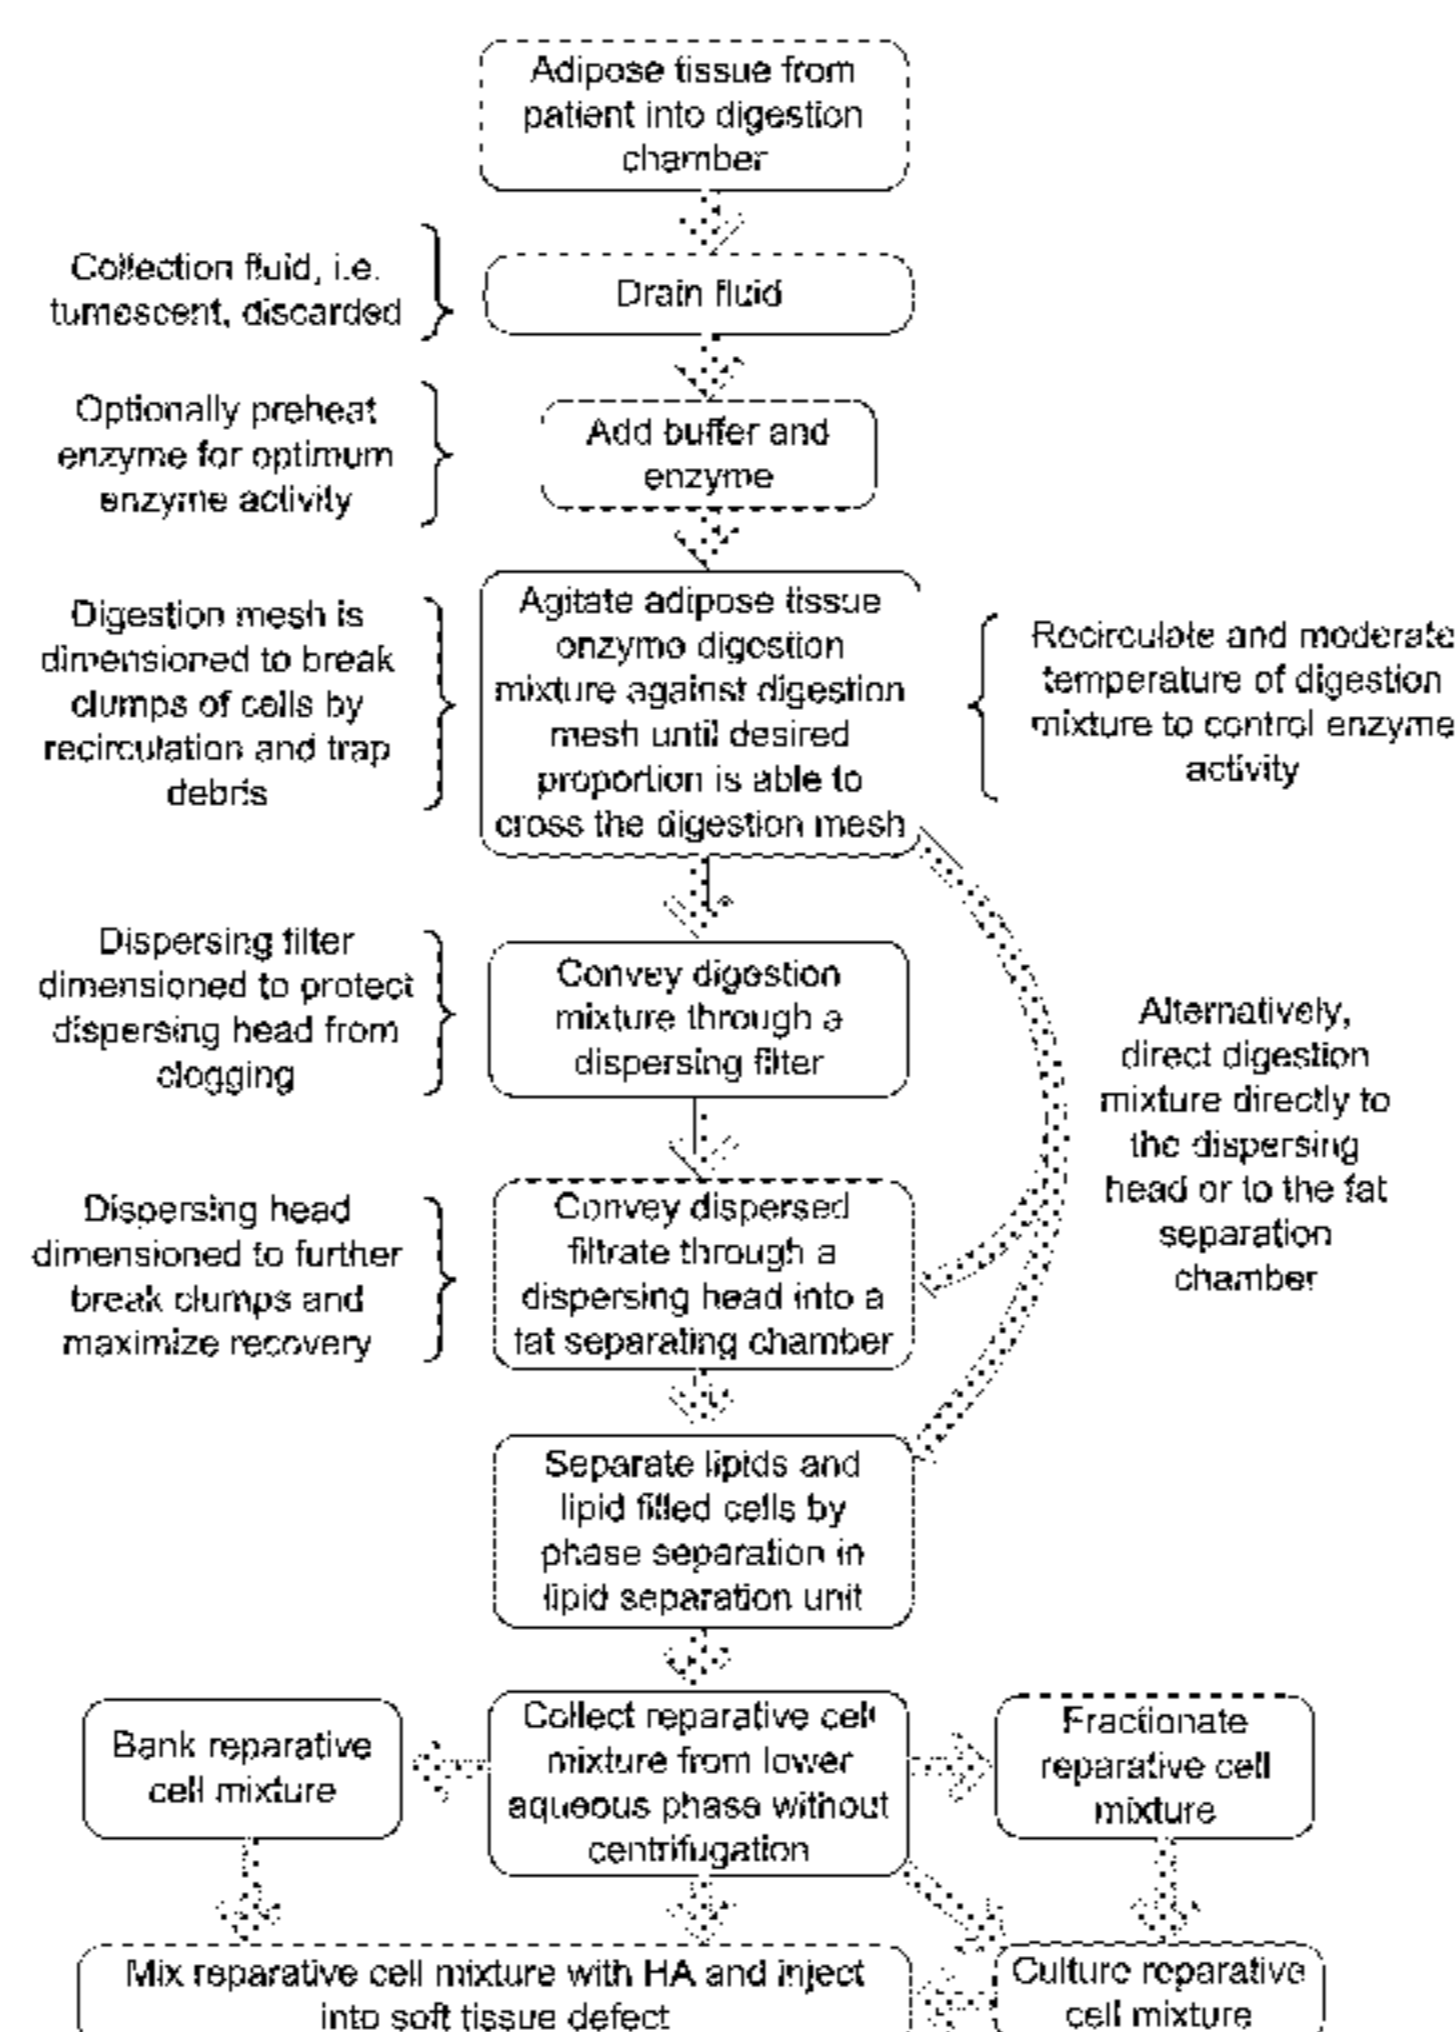 Adipose tissue from
patient into digestion
chamber
Collection fluid, i.e.
tumescent, discarded
Drain fluid
Optionally preheat
enzyme for optimum
enzyme activity
Add buffer and
enzyme
Digestion mesh is
dimensioned to break
clumps of cells by
recirculation and trap
debris
Agitate adipose tissue
enzyme digestion
mixture against digestion
mesh until desired
proportion is able to
cross the digestion mesh
Recirculate and moderate
temperature of digestion
mixture to control enzyme
activity
Dispersing filter
dimensioned to protect
dispersing head from
clogging
Convey digestion
mixture through a
dispersing filter
Alternatively,
direct digestion
mixture directly to
the dispersing
head or to the fat
separation
chamber
Dispersing head
dimensioned to further
break clumps and
maximize recovery
Convey dispersed
filtrate through a
dispersing head into a
fat separating chamber
Separate lipids and
lipid filled cells by
phase separation in
lipid separation unit
Bank reparative
cell mixture
Collect reparative cell
mixture from lower
aqueous phase without
centrifugation
Fractionate
reparative cell
mixture
Mix reparative cell mixture with HA and inject
into soft tissue defect
Culture reparative
cell mixture